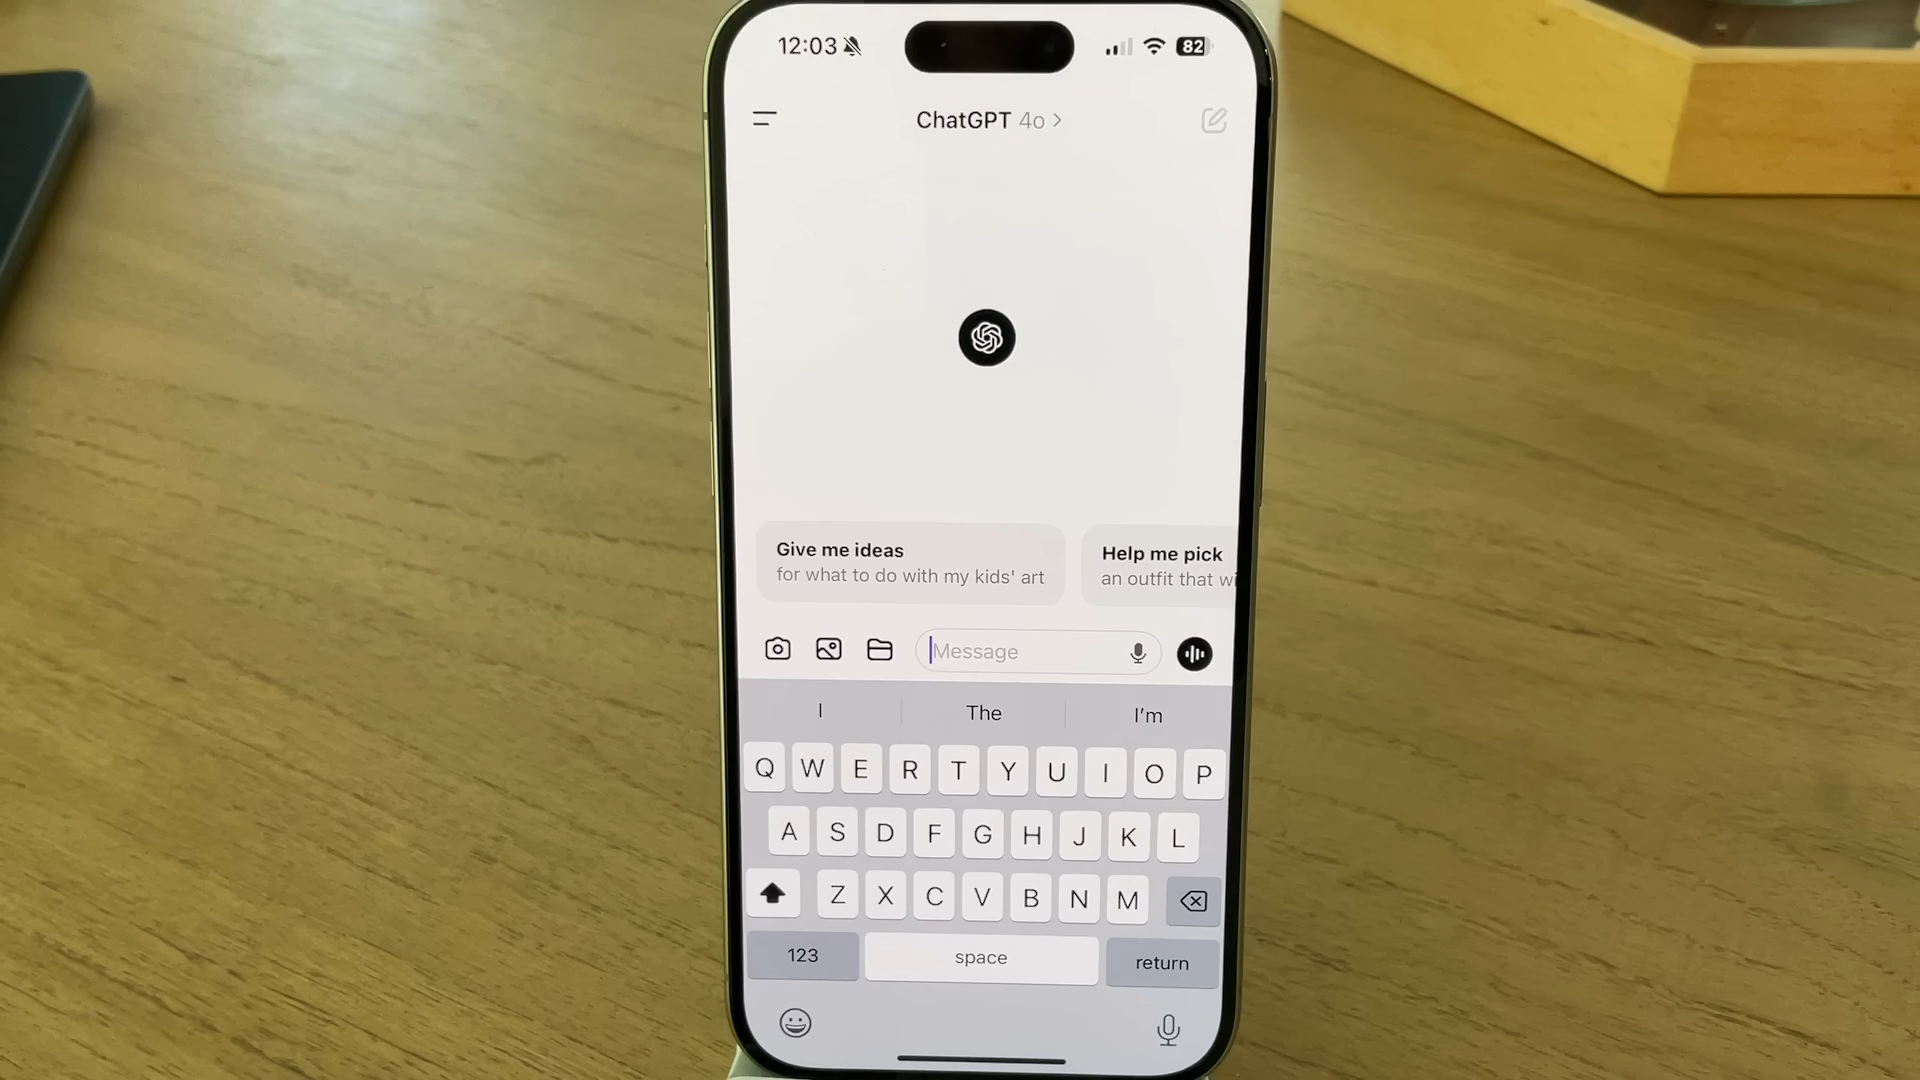 12:03 82
ChatGPT 4o >
Give me ideas
for what to do with my kids' art
Help me pick
an outfit that wi
Message
I The I'm
Q W E R T Y U I O P
A S D F G H J K L
Z X C V B N M
123 space return